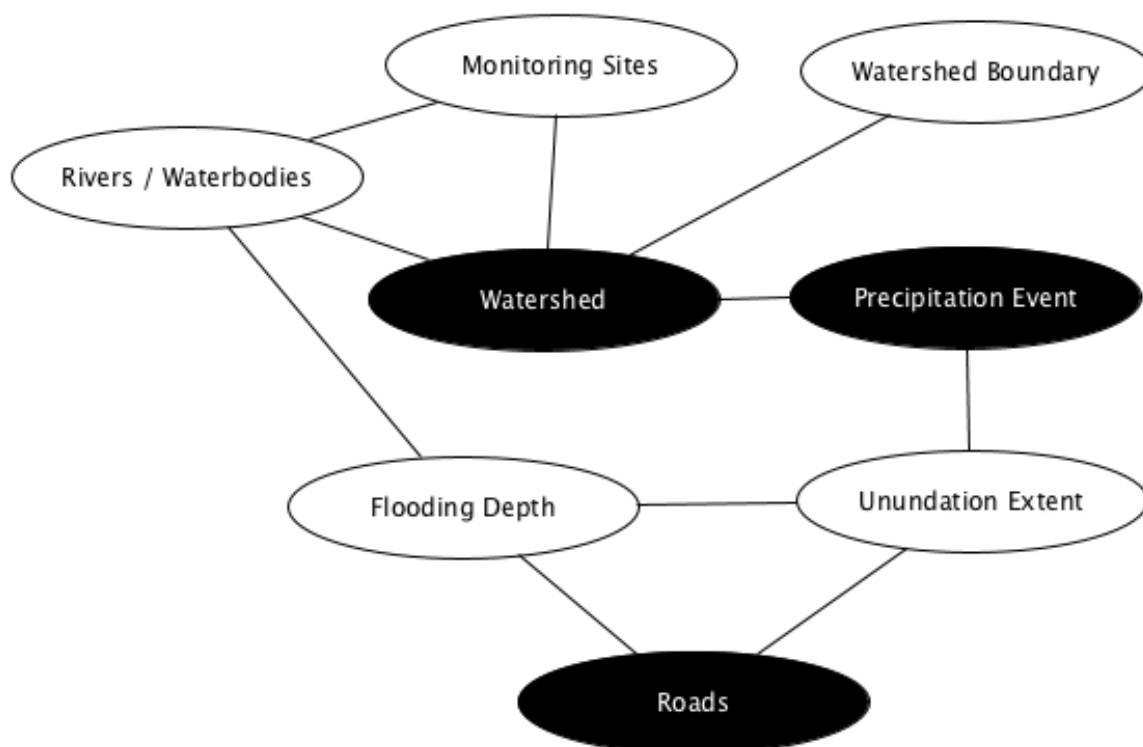 Monitoring Sites
Watershed Boundary
Rivers / Waterbodies
Watershed
Precipitation Event
Flooding Depth
Unundation Extent
Roads